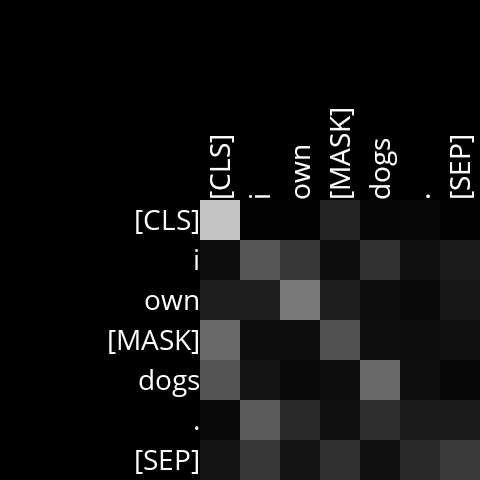 [CLS] i own [MASK] dogs . [SEP]
[CLS]
i
own
[MASK]
dogs
.
[SEP]